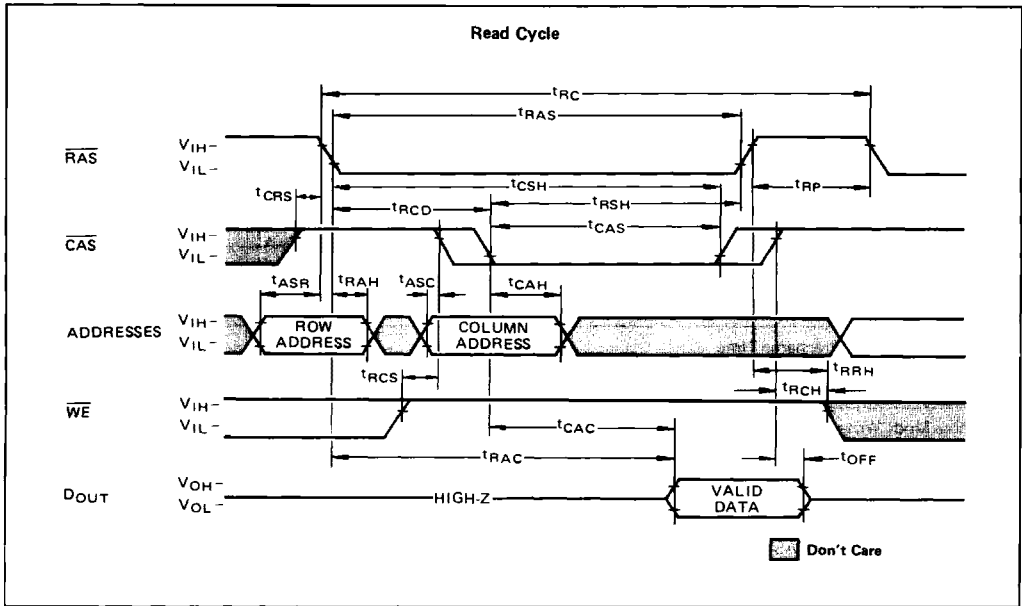 Read Cycle
tRC
tRAS
RAS
VIH-
VIL-
tCRS
tCSH
tRP
tRCD
tRSH
CAS
VIH-
VIL-
tCAS
tASR
tRAH
tASC
tCAH
ADDRESSES
VIH-
VIL-
ROW
ADDRESS
COLUMN
ADDRESS
tRCS
tRRH
tRCH
WE
VIH-
VIL-
tCAC
tRAC
tOFF
DOUT
VOH-
VOL-
HIGH-Z
VALID
DATA
Don't Care